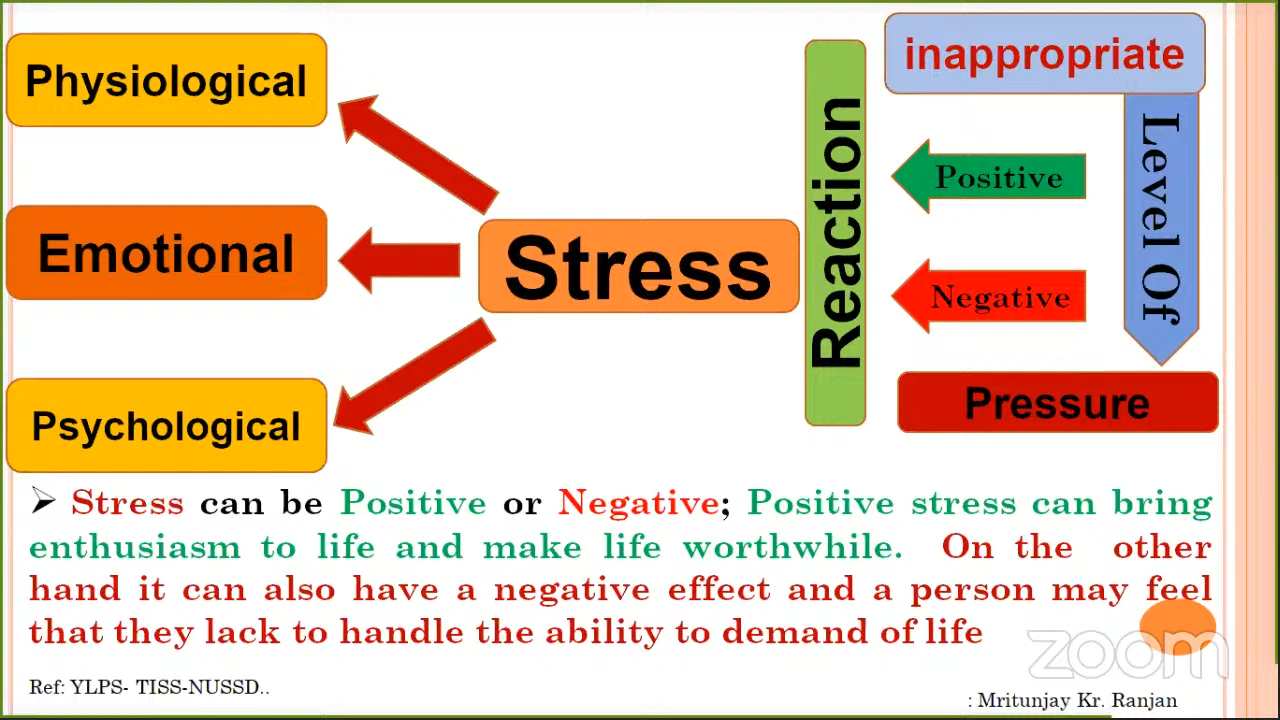 Physiological
Emotional
Psychological
Stress
Reaction
inappropriate
Level Of
Positive
Negative
Pressure
➢ Stress can be Positive or Negative; Positive stress can bring
enthusiasm to life and make life worthwhile. On the other
hand it can also have a negative effect and a person may feel
that they lack to handle the ability to demand of life
zoom
Ref: YLPS- TISS-NUSSD..
: Mritunjay Kr. Ranjan